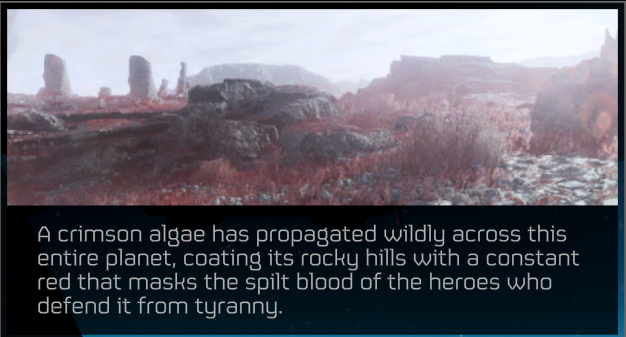 A crimson algae has propagated wildly across this
entire planet, coating its rocky hills with a constant
red that masks the spilt blood of the heroes who
defend it from tyranny.